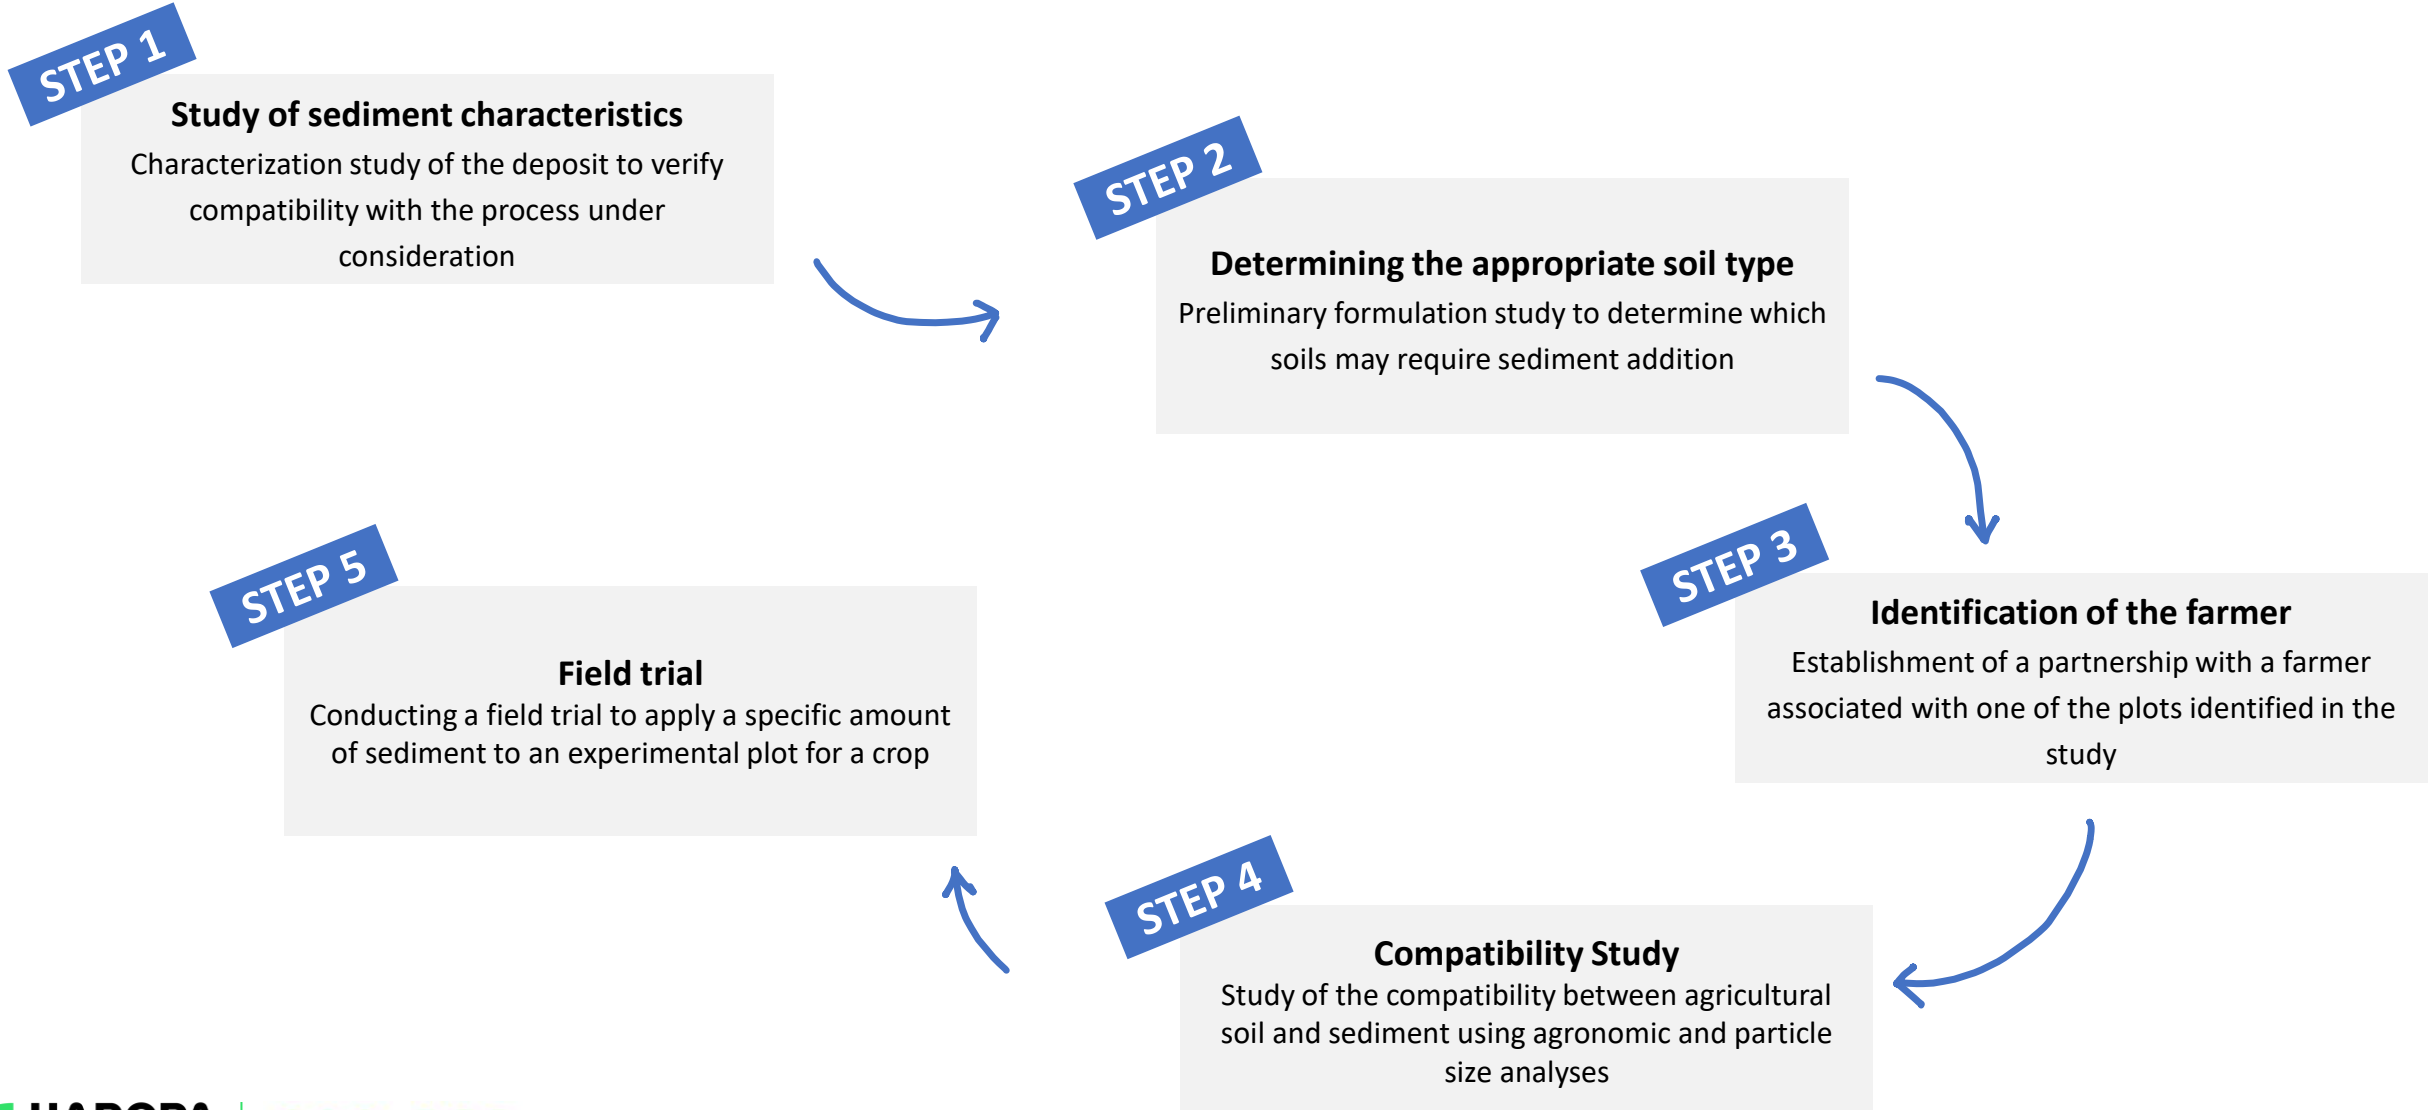 STEP 1
Study of sediment characteristics
Characterization study of the deposit to verify
compatibility with the process under
consideration
STEP 2
Determining the appropriate soil type
Preliminary formulation study to determine which
soils may require sediment addition
STEP 3
Identification of the farmer
Establishment of a partnership with a farmer
associated with one of the plots identified in the
study
STEP 4
Compatibility Study
Study of the compatibility between agricultural
soil and sediment using agronomic and particle
size analyses
STEP 5
Field trial
Conducting a field trial to apply a specific amount
of sediment to an experimental plot for a crop